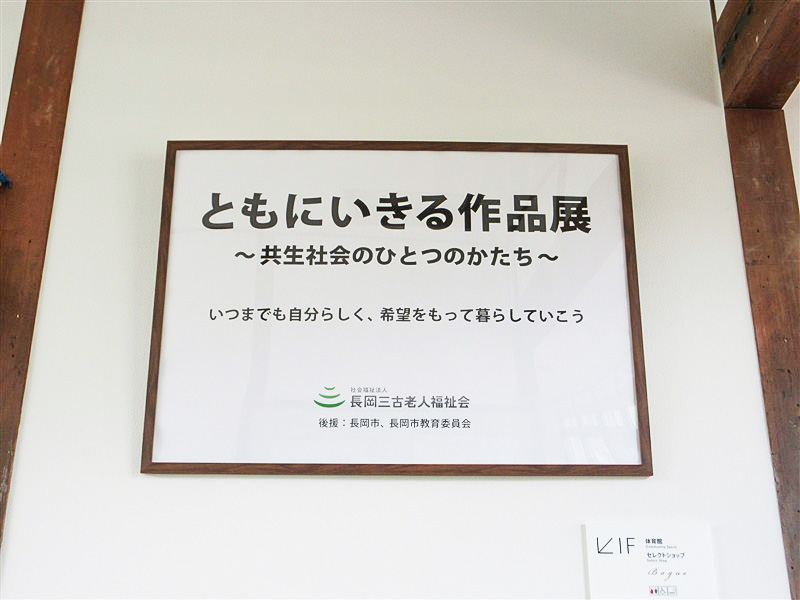 ともにいきる作品展
～共生社会のひとつのかたち～
いつまでも自分らしく、希望をもって暮らしていこう
社会福祉法人
長岡三古老人福祉会
後援：長岡市、長岡市教育委員会
体育館
セレクトショップ